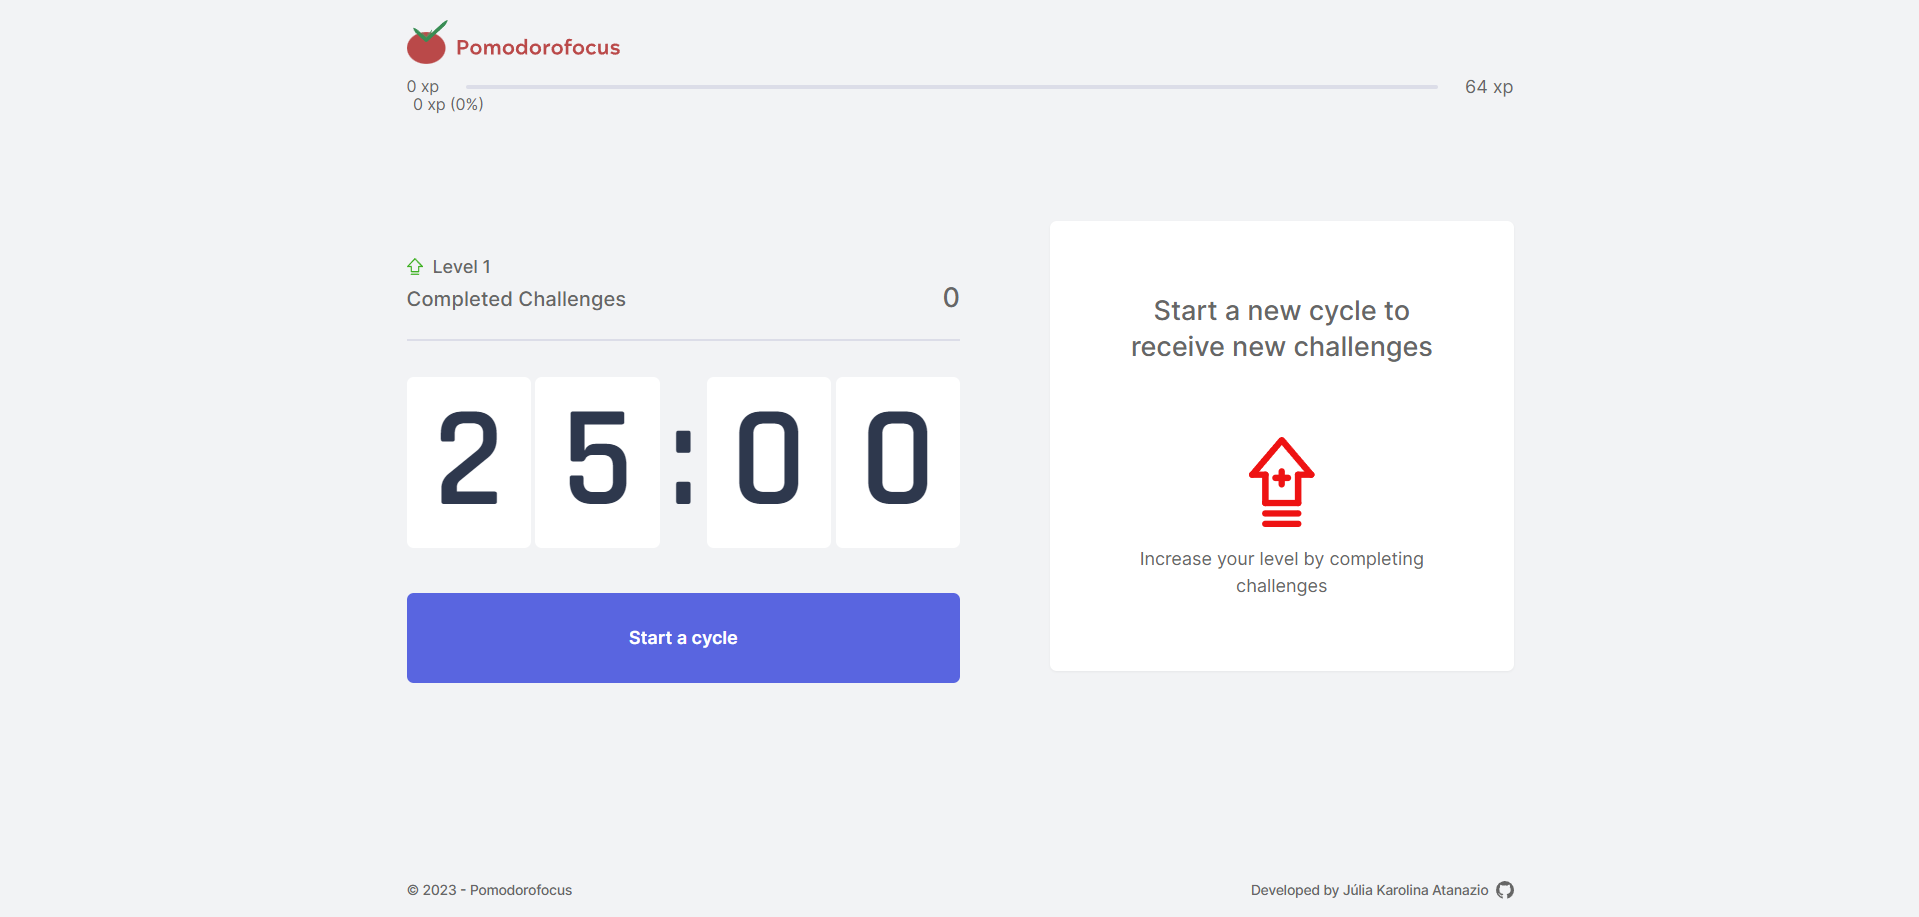 Pomodorofocus
0 xp
64 xp
0 xp (0%)
Level 1
Completed Challenges
0
25:00
Start a cycle
Start a new cycle to
receive new challenges
Increase your level by completing
challenges
© 2023 - Pomodorofocus
Developed by Júlia Karolina Atanazio